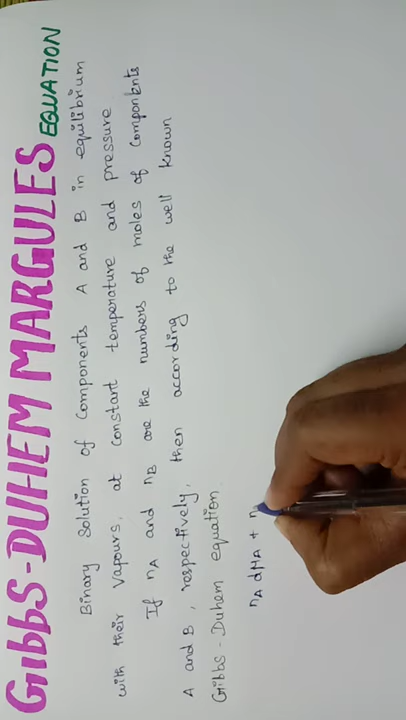 GibbS-DUHEM MARGULES EQUATION
Binary Solution of Components A and B in equilibrium
with their Vapours, at Constant temperature and pressure
If nA and nB are the numbers of moles of Components
A and B, respectively, then according to the well known
Gibbs-Duhem equation.
nA dμA + n